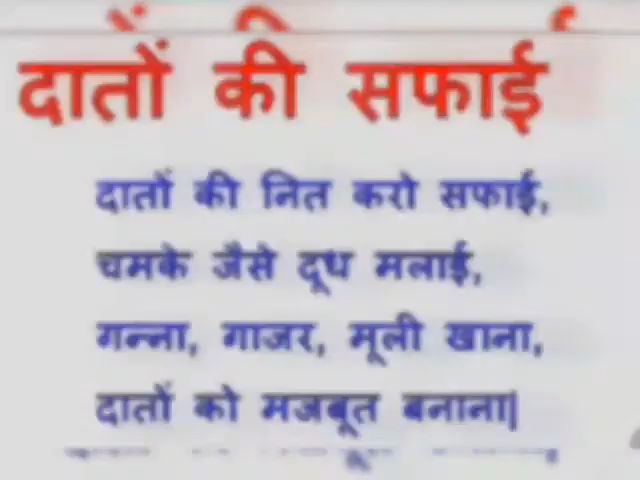 दातों की सफाई
दातों की नित करो सफाई,
चमके जैसे दूध मलाई,
गन्ना, गाजर, मूली खाना,
दातों को मजबूत बनाना|